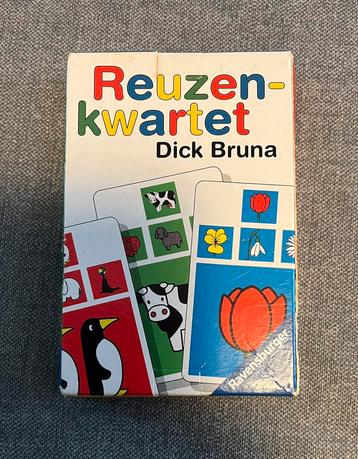 Reuzen-
kwartet
Dick Bruna
Ravensburger